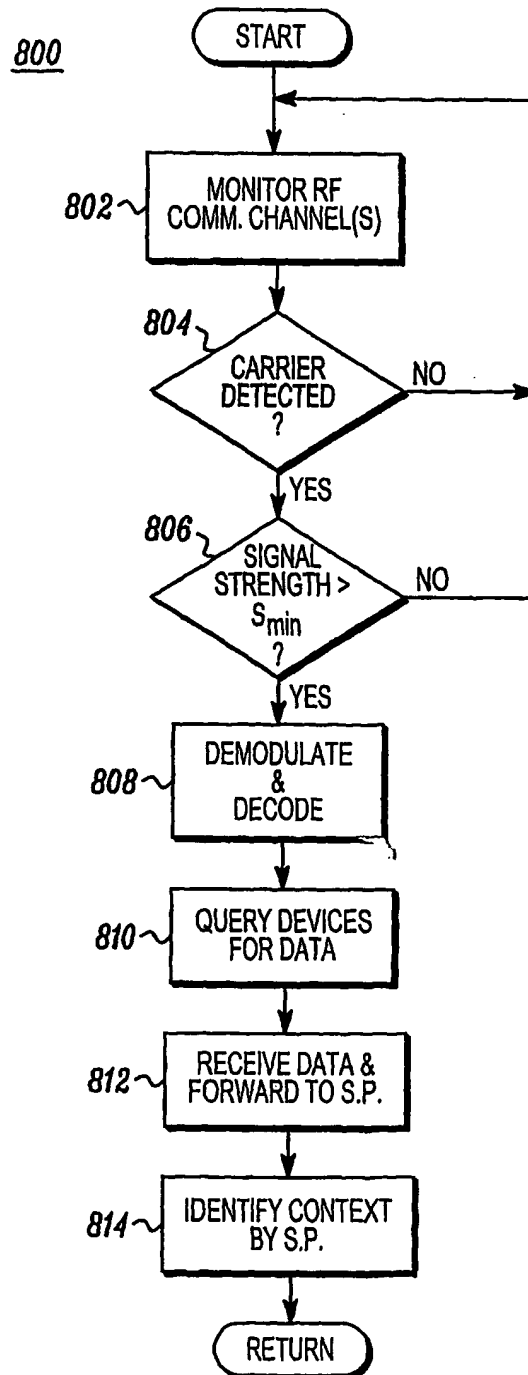 800
START
802
MONITOR RF
COMM. CHANNEL(S)
804
CARRIER
DETECTED
?
NO
YES
806
SIGNAL
STRENGTH >
Smin
?
NO
YES
808
DEMODULATE
&
DECODE
810
QUERY DEVICES
FOR DATA
812
RECEIVE DATA &
FORWARD TO S.P.
814
IDENTIFY CONTEXT
BY S.P.
RETURN